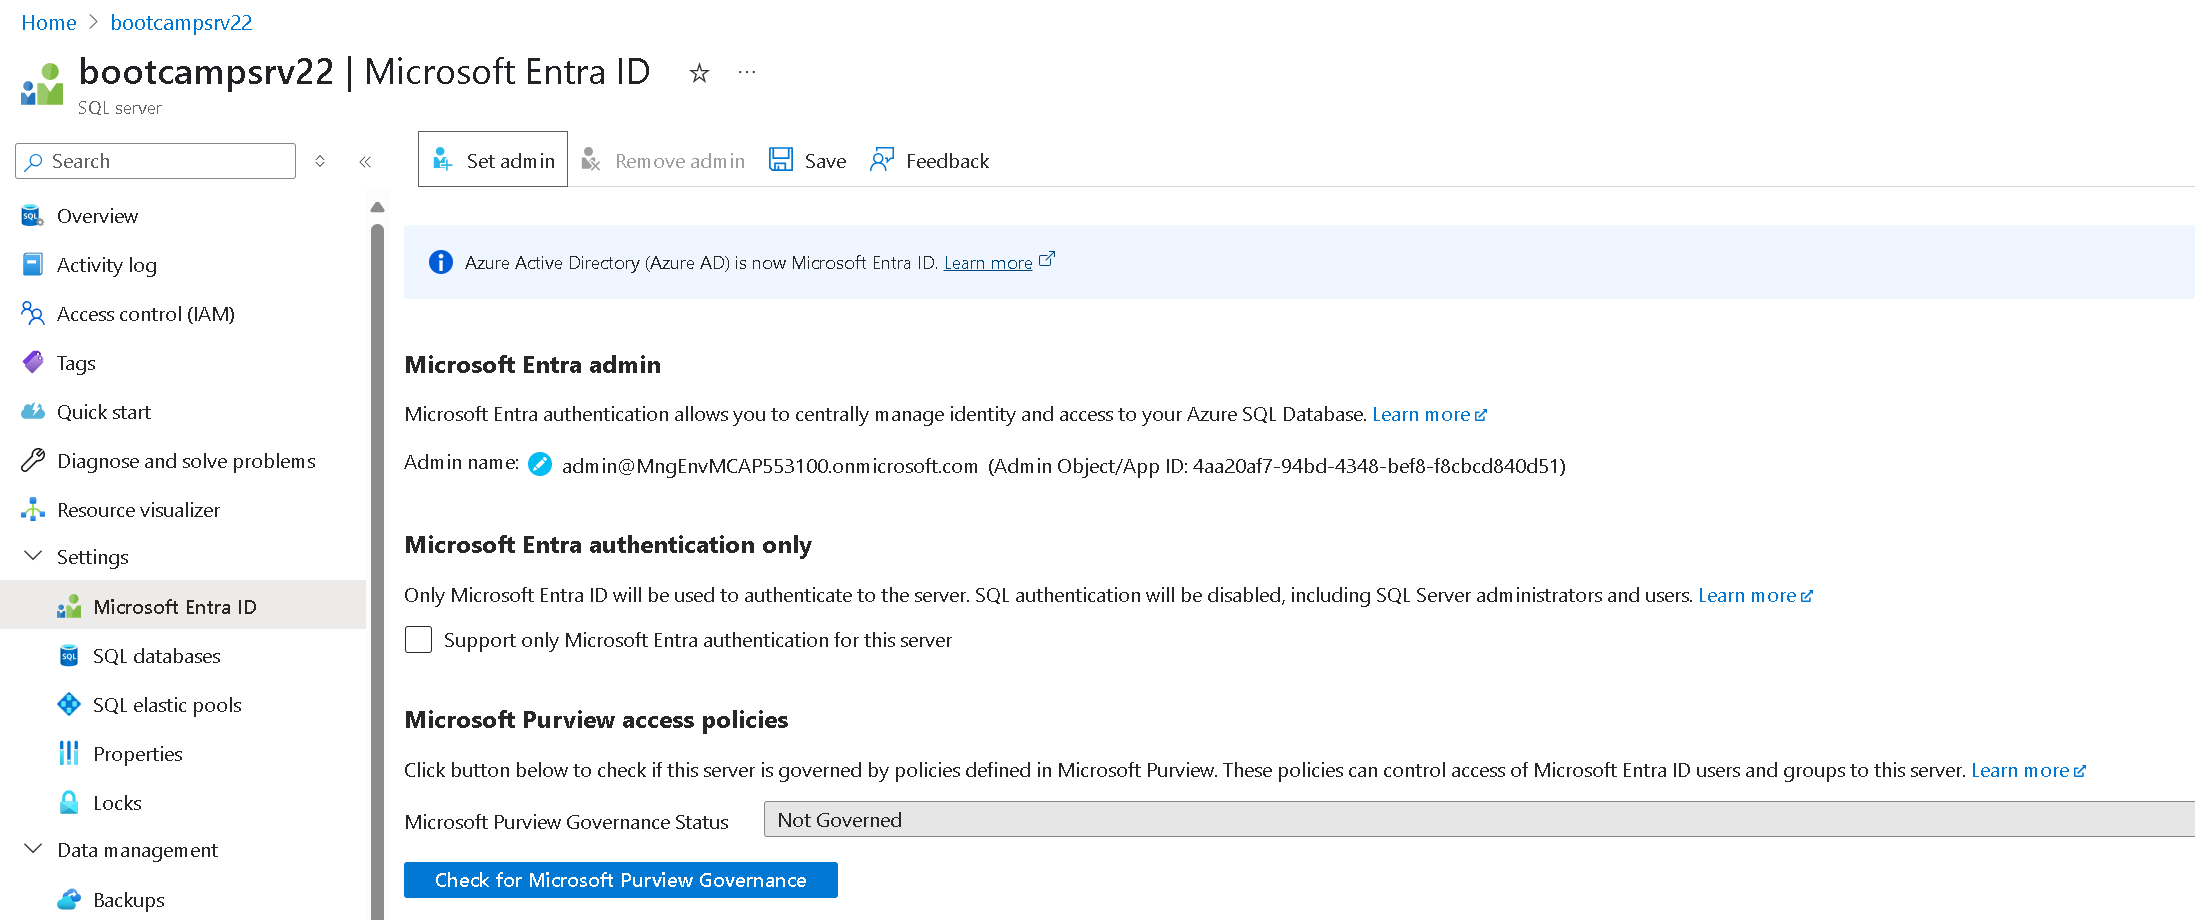 Home > bootcampsrv22
bootcampsrv22 | Microsoft Entra ID
SQL server
Search
Set admin
Remove admin
Save
Feedback
Overview
Activity log
Access control (IAM)
Tags
Quick start
Diagnose and solve problems
Resource visualizer
Settings
Microsoft Entra ID
SQL databases
SQL elastic pools
Properties
Locks
Data management
Backups
Azure Active Directory (Azure AD) is now Microsoft Entra ID. Learn more
Microsoft Entra admin
Microsoft Entra authentication allows you to centrally manage identity and access to your Azure SQL Database. Learn more
Admin name: admin@MngEnvMCAP553100.onmicrosoft.com (Admin Object/App ID: 4aa20af7-94bd-4348-bef8-f8cbcd840d51)
Microsoft Entra authentication only
Only Microsoft Entra ID will be used to authenticate to the server. SQL authentication will be disabled, including SQL Server administrators and users. Learn more
Support only Microsoft Entra authentication for this server
Microsoft Purview access policies
Click button below to check if this server is governed by policies defined in Microsoft Purview. These policies can control access of Microsoft Entra ID users and groups to this server. Learn more
Microsoft Purview Governance Status
Not Governed
Check for Microsoft Purview Governance